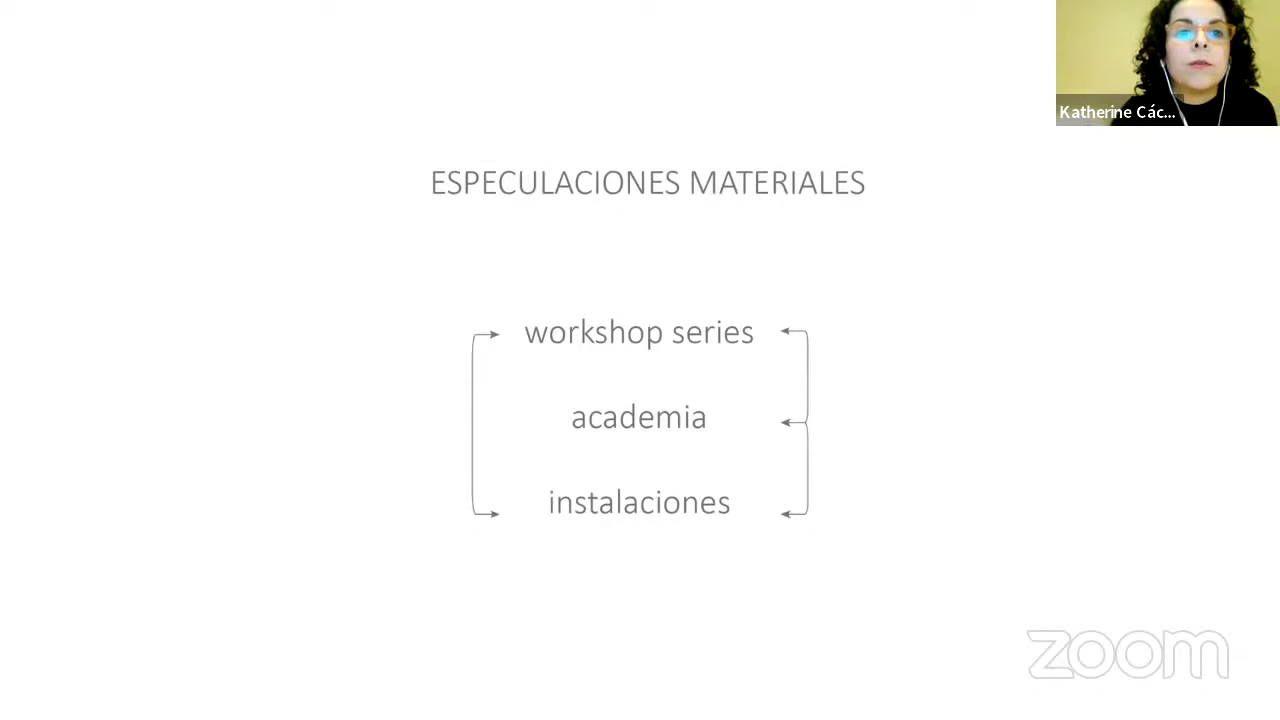 Katherine Các...
ESPECULACIONES MATERIALES
workshop series
academia
instalaciones
zoom